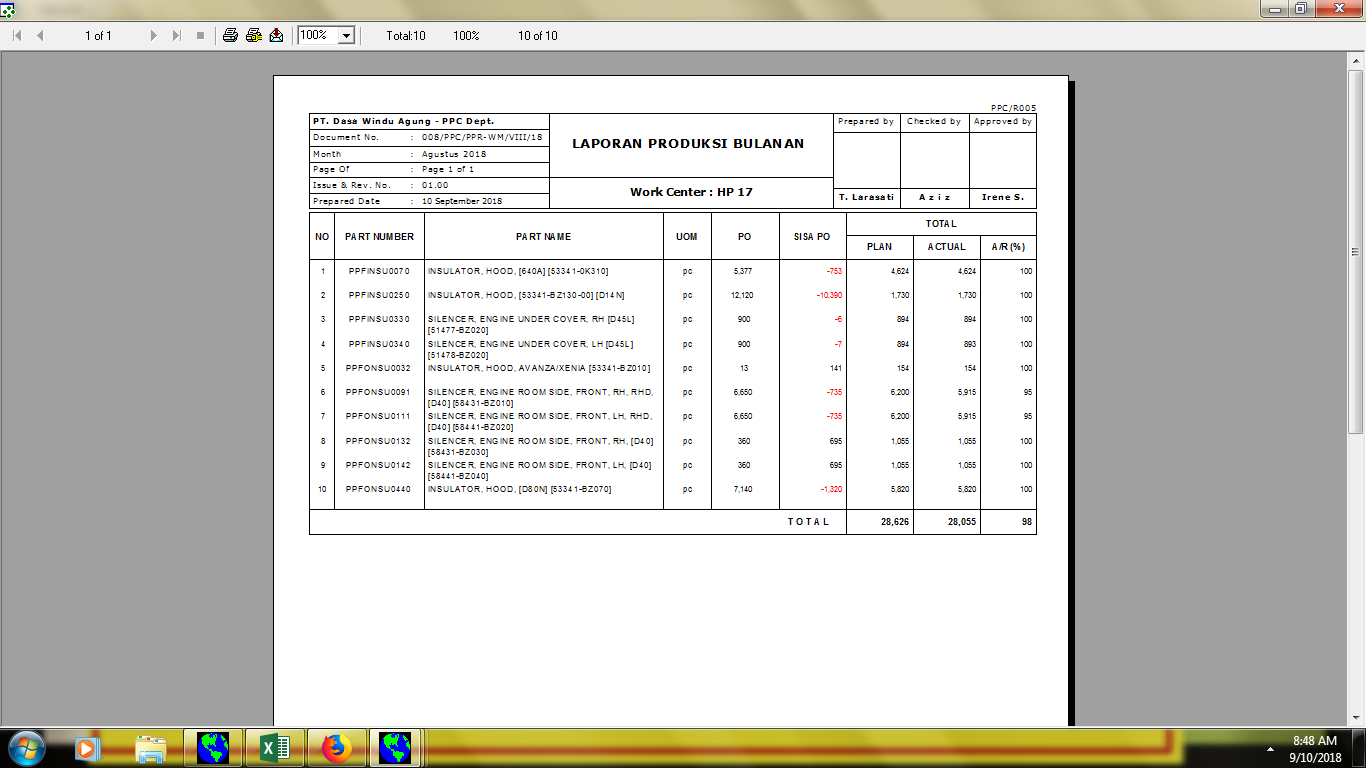 1 of 1
100%
Total:10
100%
10 of 10
PPC/R005
PT. Dasa Windu Agung - PPC Dept.
Document No. : 008/PPC/PPR-WM/VIII/18
Month : Agustus 2018
Page Of : Page 1 of 1
Issue & Rev. No. : 01.00
Prepared Date : 10 September 2018
LAPORAN PRODUKSI BULANAN
Work Center : HP 17
Prepared by Checked by Approved by
T. Larasati A z i z Irene S.
NO PART NUMBER PART NAME UOM PO SISA PO TOTAL
PLAN ACTUAL A/R (%)
1 PPFINSU0070 INSULATOR, HOOD, [640A] [53341-0K310] pc 5,377 -753 4,624 4,624 100
2 PPFINSU0250 INSULATOR, HOOD, [53341-BZ130-00] [D14N] pc 12,120 -10,390 1,730 1,730 100
3 PPFINSU0330 SILENCER, ENGINE UNDER COVER, RH [D45L] pc 900 -6 894 894 100
[51477-BZ020]
4 PPFINSU0340 SILENCER, ENGINE UNDER COVER, LH [D45L] pc 900 -7 894 893 100
[51478-BZ020]
5 PPFONSU0032 INSULATOR, HOOD, AVANZA/XENIA [53341-BZ010] pc 13 141 154 154 100
6 PPFONSU0091 SILENCER, ENGINE ROOM SIDE, FRONT, RH, RHD, pc 6,650 -735 6,200 5,915 95
[D40] [58431-BZ010]
7 PPFONSU0111 SILENCER, ENGINE ROOM SIDE, FRONT, LH, RHD, pc 6,650 -735 6,200 5,915 95
[D40] [58441-BZ020]
8 PPFONSU0132 SILENCER, ENGINE ROOM SIDE, FRONT, RH, [D40] pc 360 695 1,055 1,055 100
[58431-BZ030]
9 PPFONSU0142 SILENCER, ENGINE ROOM SIDE, FRONT, LH, [D40] pc 360 695 1,055 1,055 100
[58441-BZ040]
10 PPFONSU0440 INSULATOR, HOOD, [D80N] [53341-BZ070] pc 7,140 -1,320 5,820 5,820 100
T O T A L 28,626 28,055 98
8:48 AM
9/10/2018